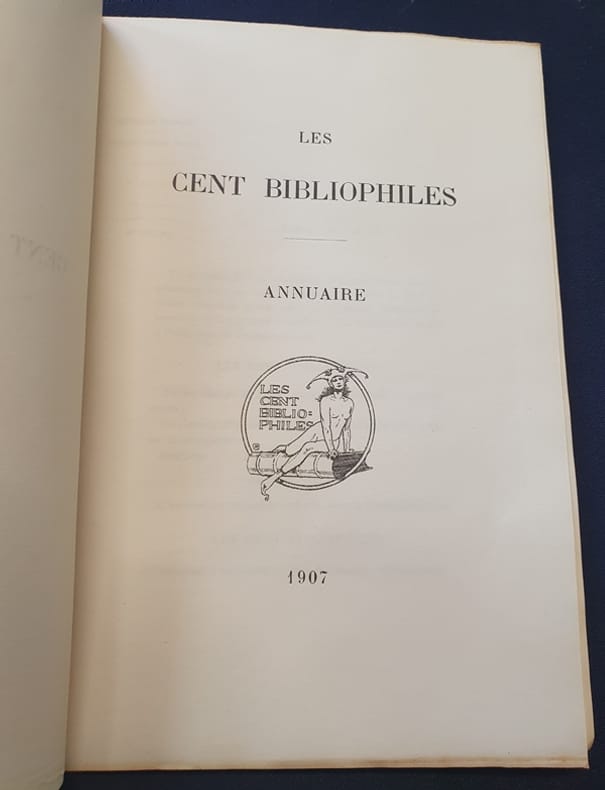 LES
CENT BIBLIOPHILES
ANNUAIRE
LES
CENT
BIBLIO=
PHILES
1907